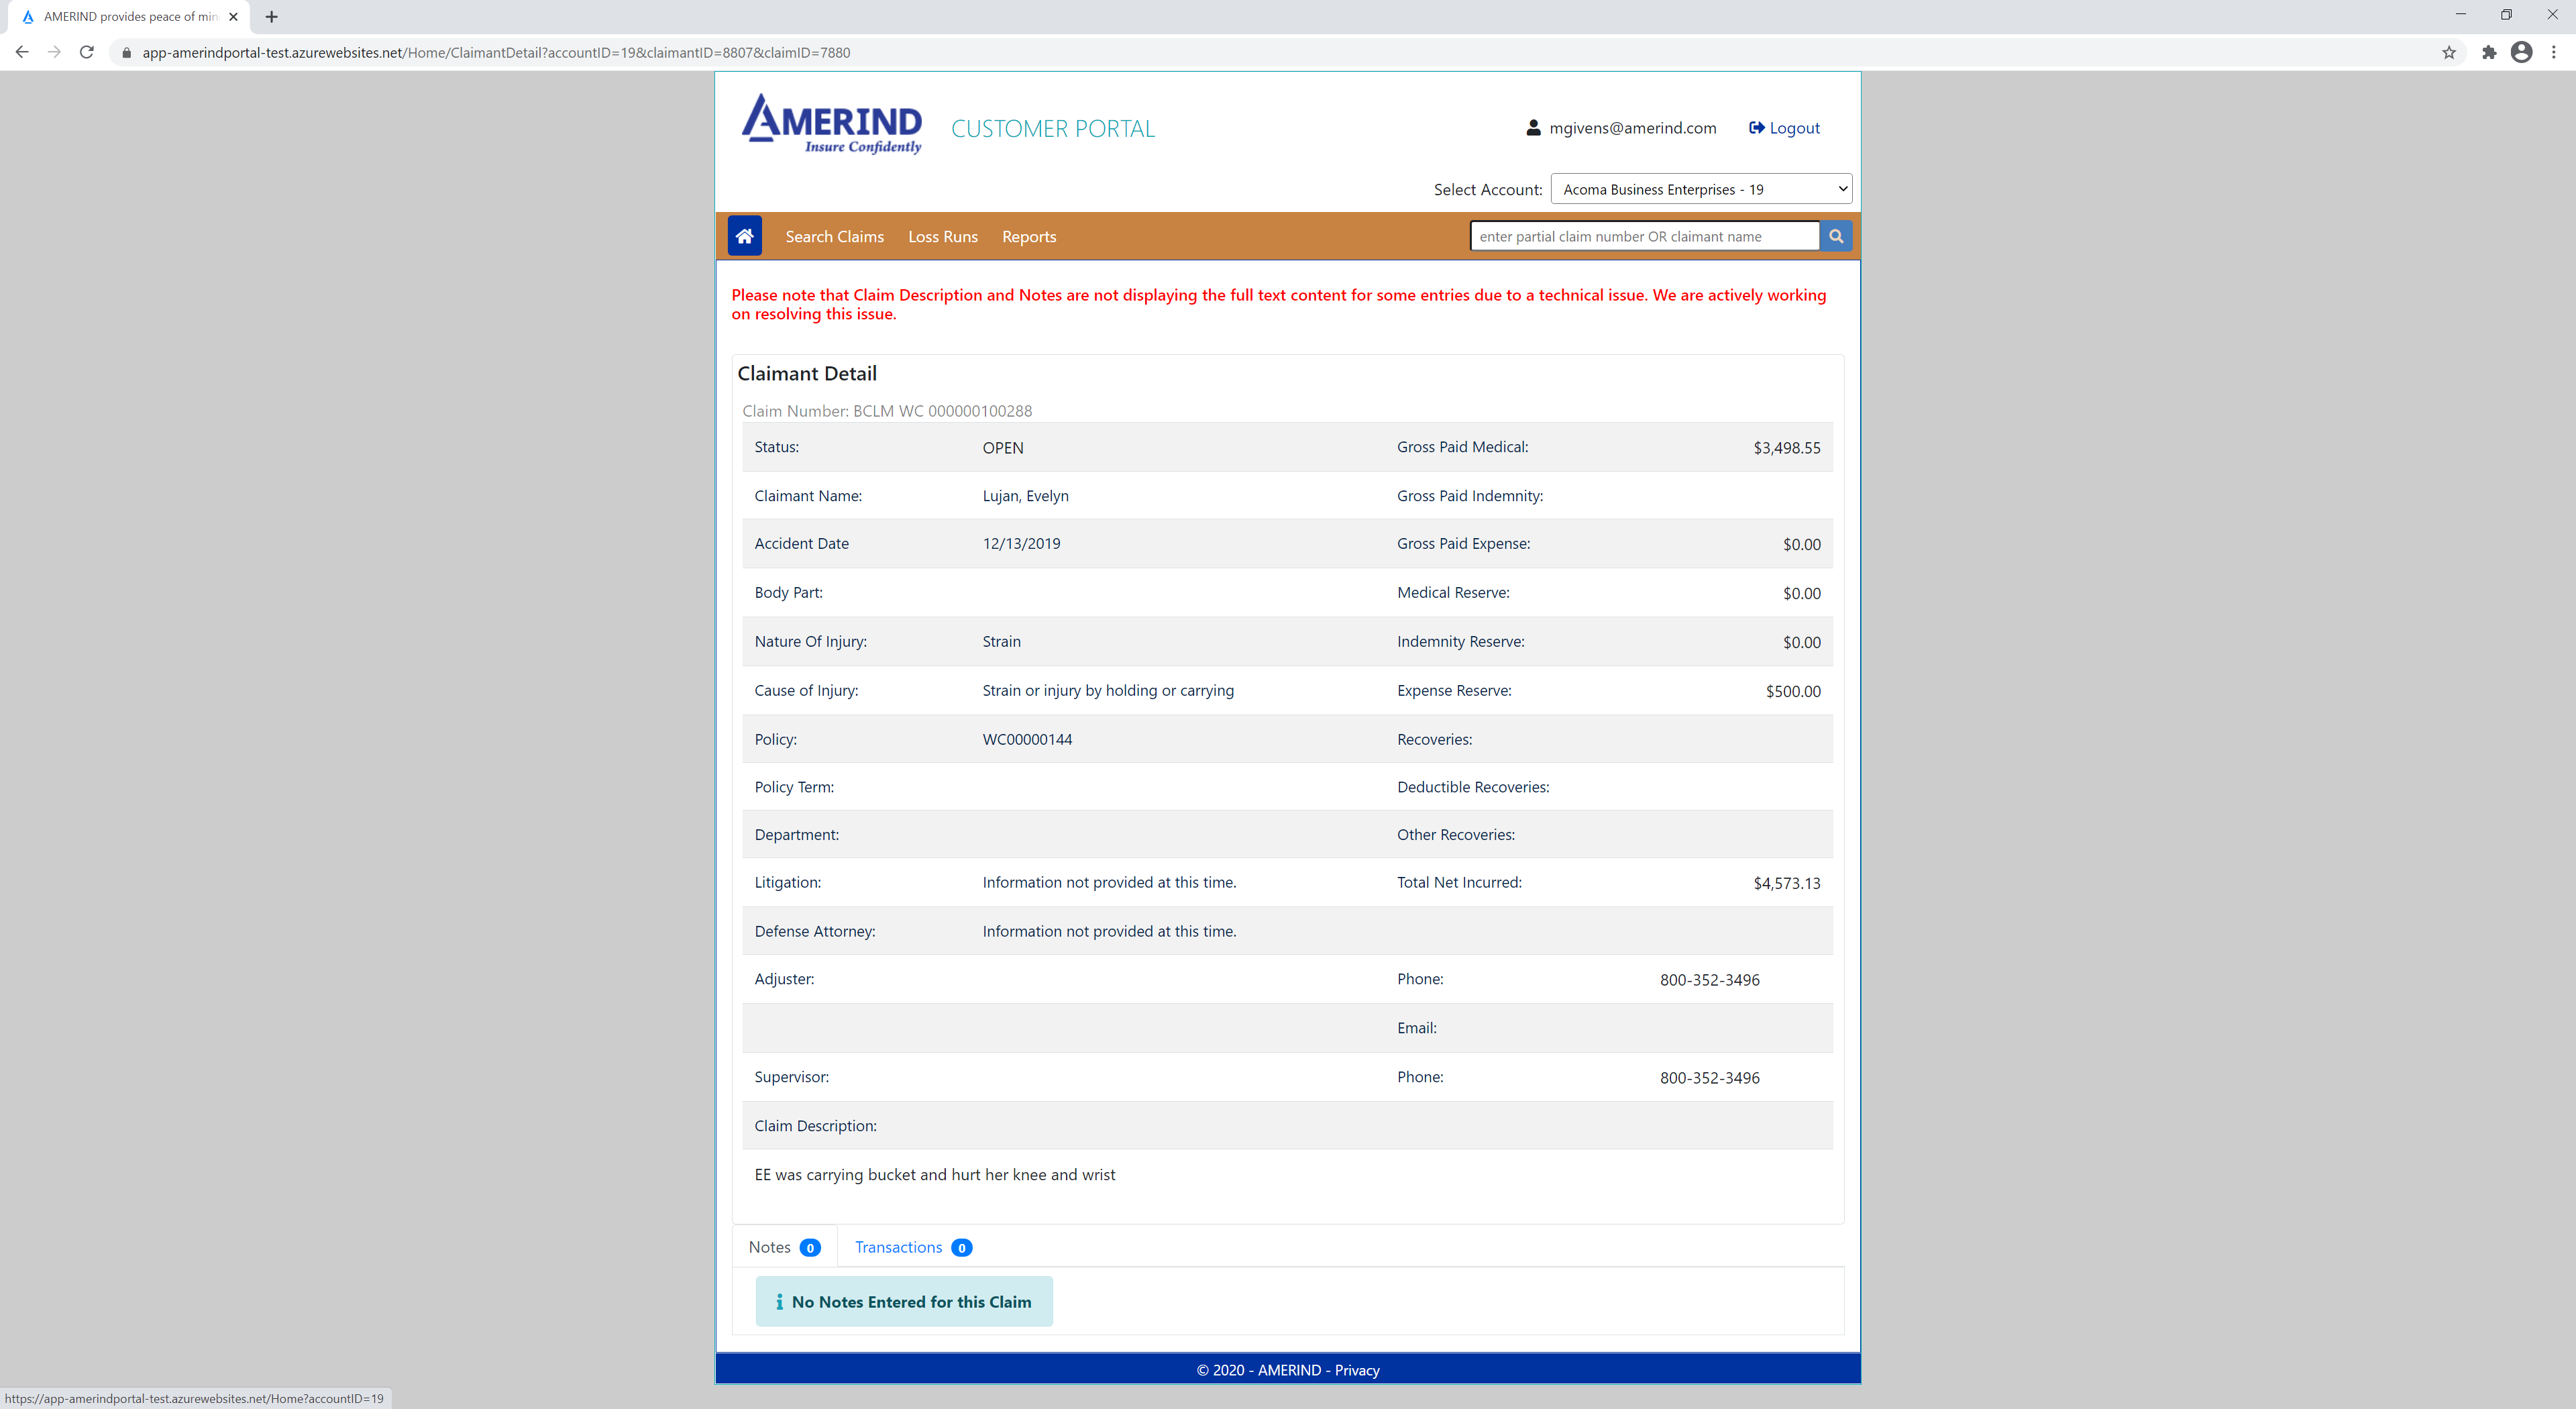 AMERIND provides peace of min
app-amerindportal-test.azurewebsites.net/Home/ClaimantDetail?accountID=19&claimantID=8807&claimID=7880
AMERIND
Insure Confidently
CUSTOMER PORTAL
mgivens@amerind.com
Logout
Select Account: Acoma Business Enterprises - 19
Search Claims Loss Runs Reports
enter partial claim number OR claimant name
Please note that Claim Description and Notes are not displaying the full text content for some entries due to a technical issue. We are actively working
on resolving this issue.
Claimant Detail
Claim Number: BCLM WC 000000100288
Status: OPEN Gross Paid Medical: $3,498.55
Claimant Name: Lujan, Evelyn Gross Paid Indemnity:
Accident Date 12/13/2019 Gross Paid Expense: $0.00
Body Part: Medical Reserve: $0.00
Nature Of Injury: Strain Indemnity Reserve: $0.00
Cause of Injury: Strain or injury by holding or carrying Expense Reserve: $500.00
Policy: WC00000144 Recoveries:
Policy Term: Deductible Recoveries:
Department: Other Recoveries:
Litigation: Information not provided at this time. Total Net Incurred: $4,573.13
Defense Attorney: Information not provided at this time.
Adjuster: Phone: 800-352-3496
Email:
Supervisor: Phone: 800-352-3496
Claim Description:
EE was carrying bucket and hurt her knee and wrist
Notes 0 Transactions 0
No Notes Entered for this Claim
© 2020 - AMERIND - Privacy
https://app-amerindportal-test.azurewebsites.net/Home?accountID=19